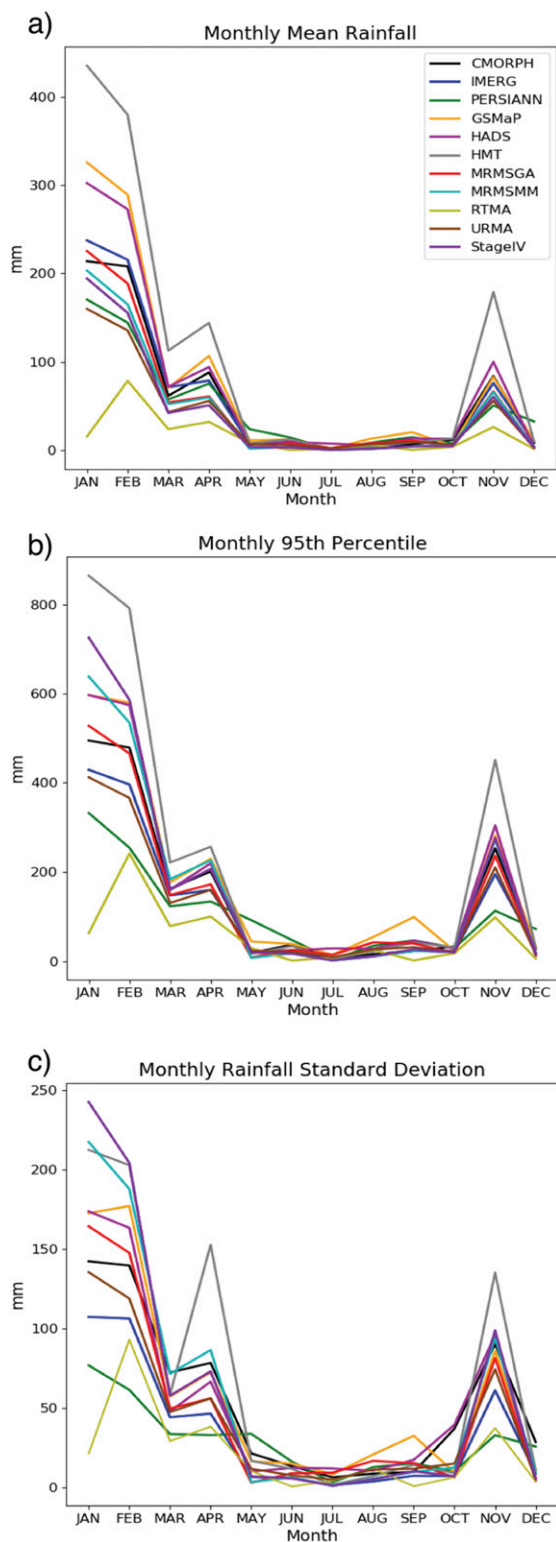 a)
Monthly Mean Rainfall
400
300
200
100
0
mm
CMORPH
IMERG
PERSIANN
GSMaP
HADS
HMT
MRMSGA
MRMSMM
RTMA
URMA
StageIV
JAN FEB MAR APR MAY JUN JUL AUG SEP OCT NOV DEC
Month
b)
Monthly 95th Percentile
800
600
400
200
0
mm
JAN FEB MAR APR MAY JUN JUL AUG SEP OCT NOV DEC
Month
c)
Monthly Rainfall Standard Deviation
250
200
150
100
50
0
mm
JAN FEB MAR APR MAY JUN JUL AUG SEP OCT NOV DEC
Month